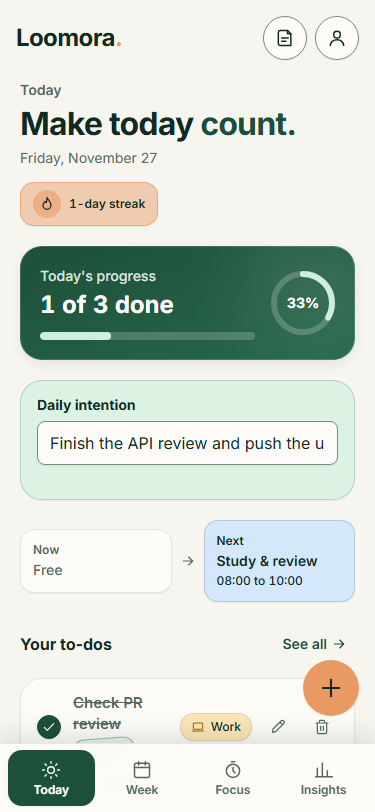 Loomora.
Today
Make today count.
Friday, November 27
1-day streak
Today's progress
1 of 3 done
33%
Daily intention
Finish the API review and push the u
Now
Free
Next
Study & review
08:00 to 10:00
Your to-dos
See all →
Check PR
review
Work
Today
Week
Focus
Insights